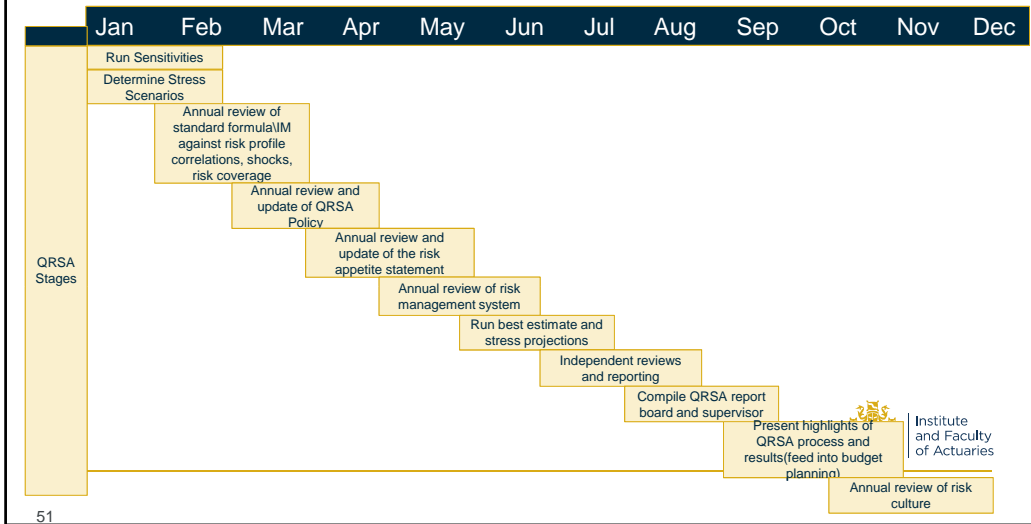 Jan Feb Mar Apr May Jun Jul Aug Sep Oct Nov Dec
QRSA
Stages
Run Sensitivities
Determine Stress
Scenarios
Annual review of
standard formula\IM
against risk profile
correlations, shocks,
risk coverage
Annual review and
update of QRSA
Policy
Annual review and
update of the risk
appetite statement
Annual review of risk
management system
Run best estimate and
stress projections
Independent reviews
and reporting
Compile QRSA report
board and supervisor
Present highlights of
QRSA process and
results(feed into budget
planning)
Annual review of risk
culture
Institute
and Faculty
of Actuaries
51